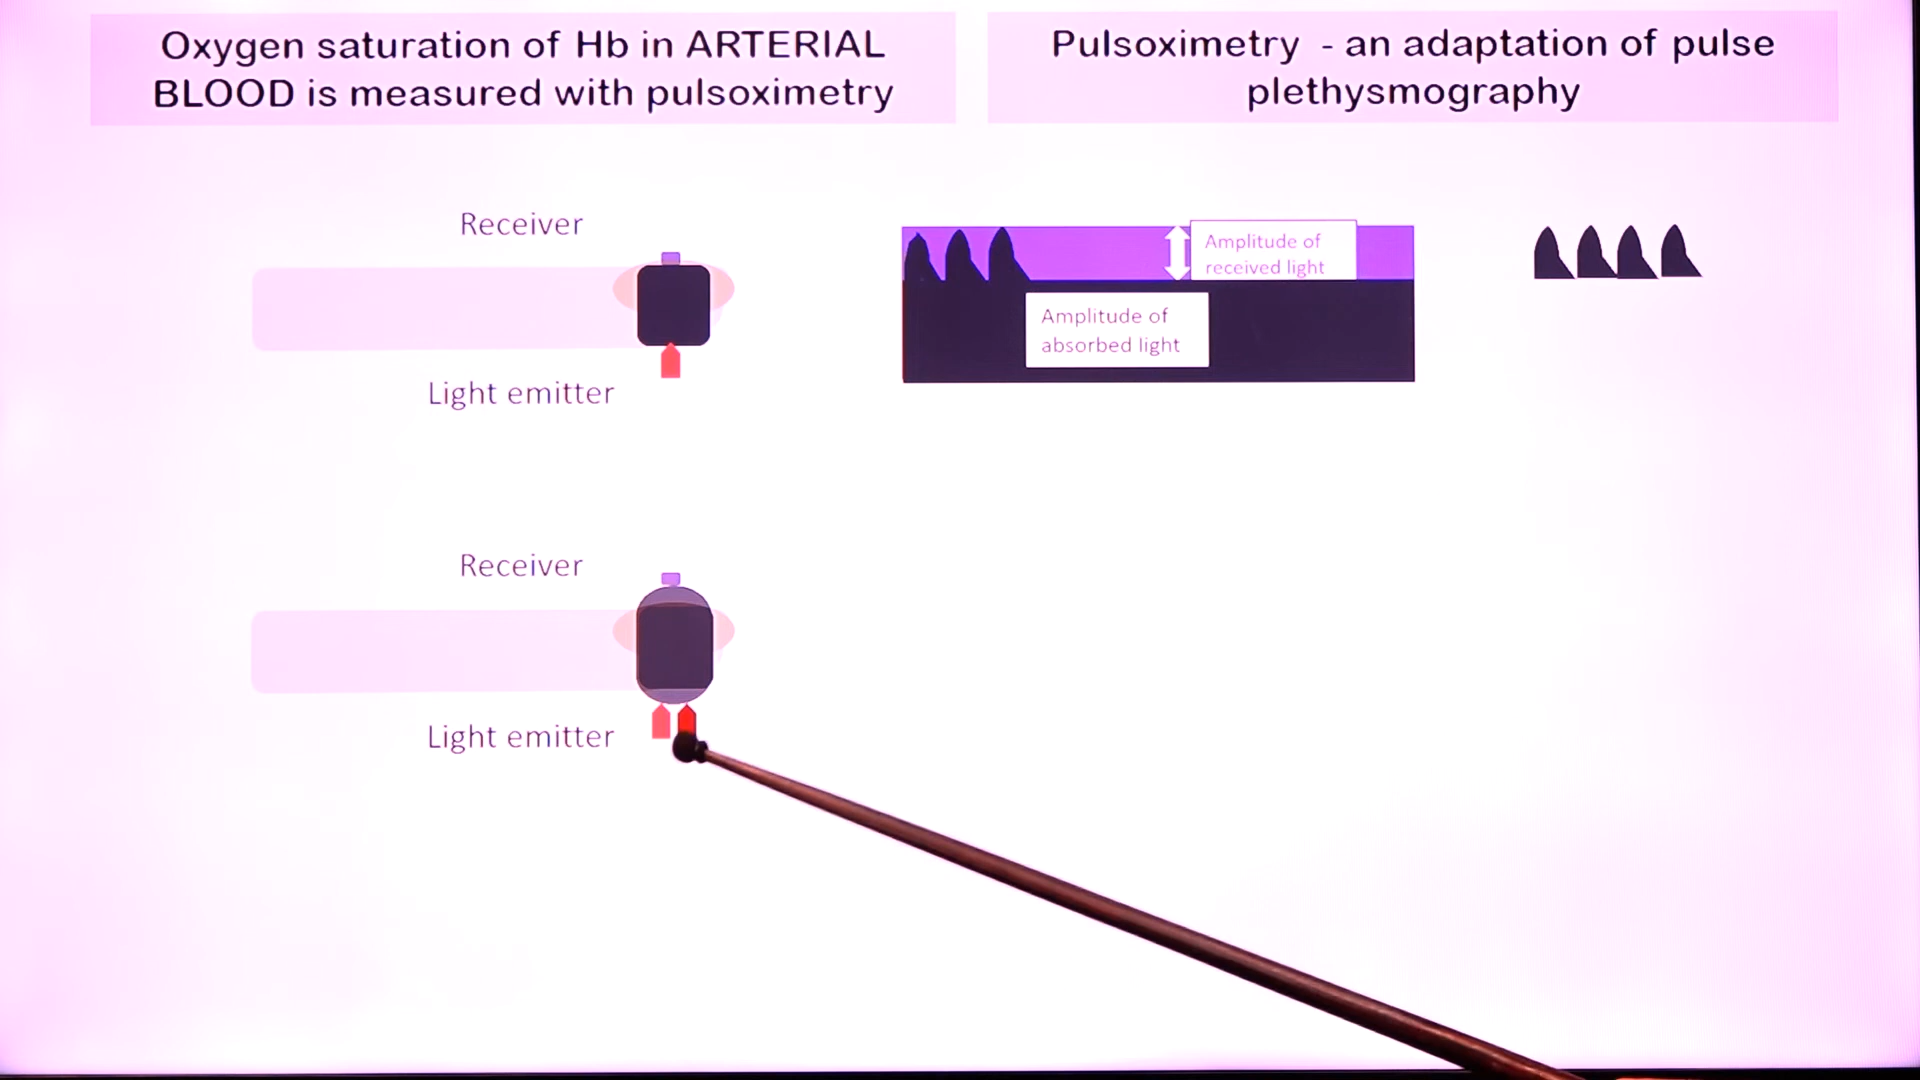 Oxygen saturation of Hb in ARTERIAL
BLOOD is measured with pulsoximetry
Pulsoximetry - an adaptation of pulse
plethysmography
Receiver
Light emitter
Amplitude of
received light
Amplitude of
absorbed light
Receiver
Light emitter